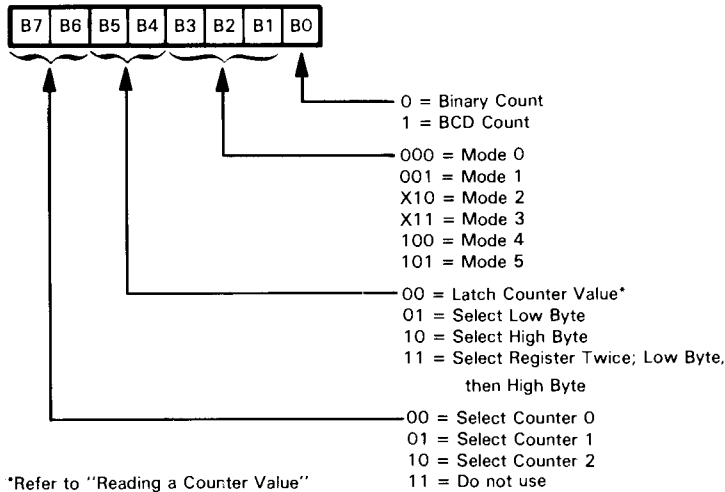 B7 B6 B5 B4 B3 B2 B1 B0
0 = Binary Count
1 = BCD Count
000 = Mode 0
001 = Mode 1
X10 = Mode 2
X11 = Mode 3
100 = Mode 4
101 = Mode 5
00 = Latch Counter Value*
01 = Select Low Byte
10 = Select High Byte
11 = Select Register Twice; Low Byte,
then High Byte
00 = Select Counter 0
01 = Select Counter 1
10 = Select Counter 2
11 = Do not use
*Refer to "Reading a Counter Value"